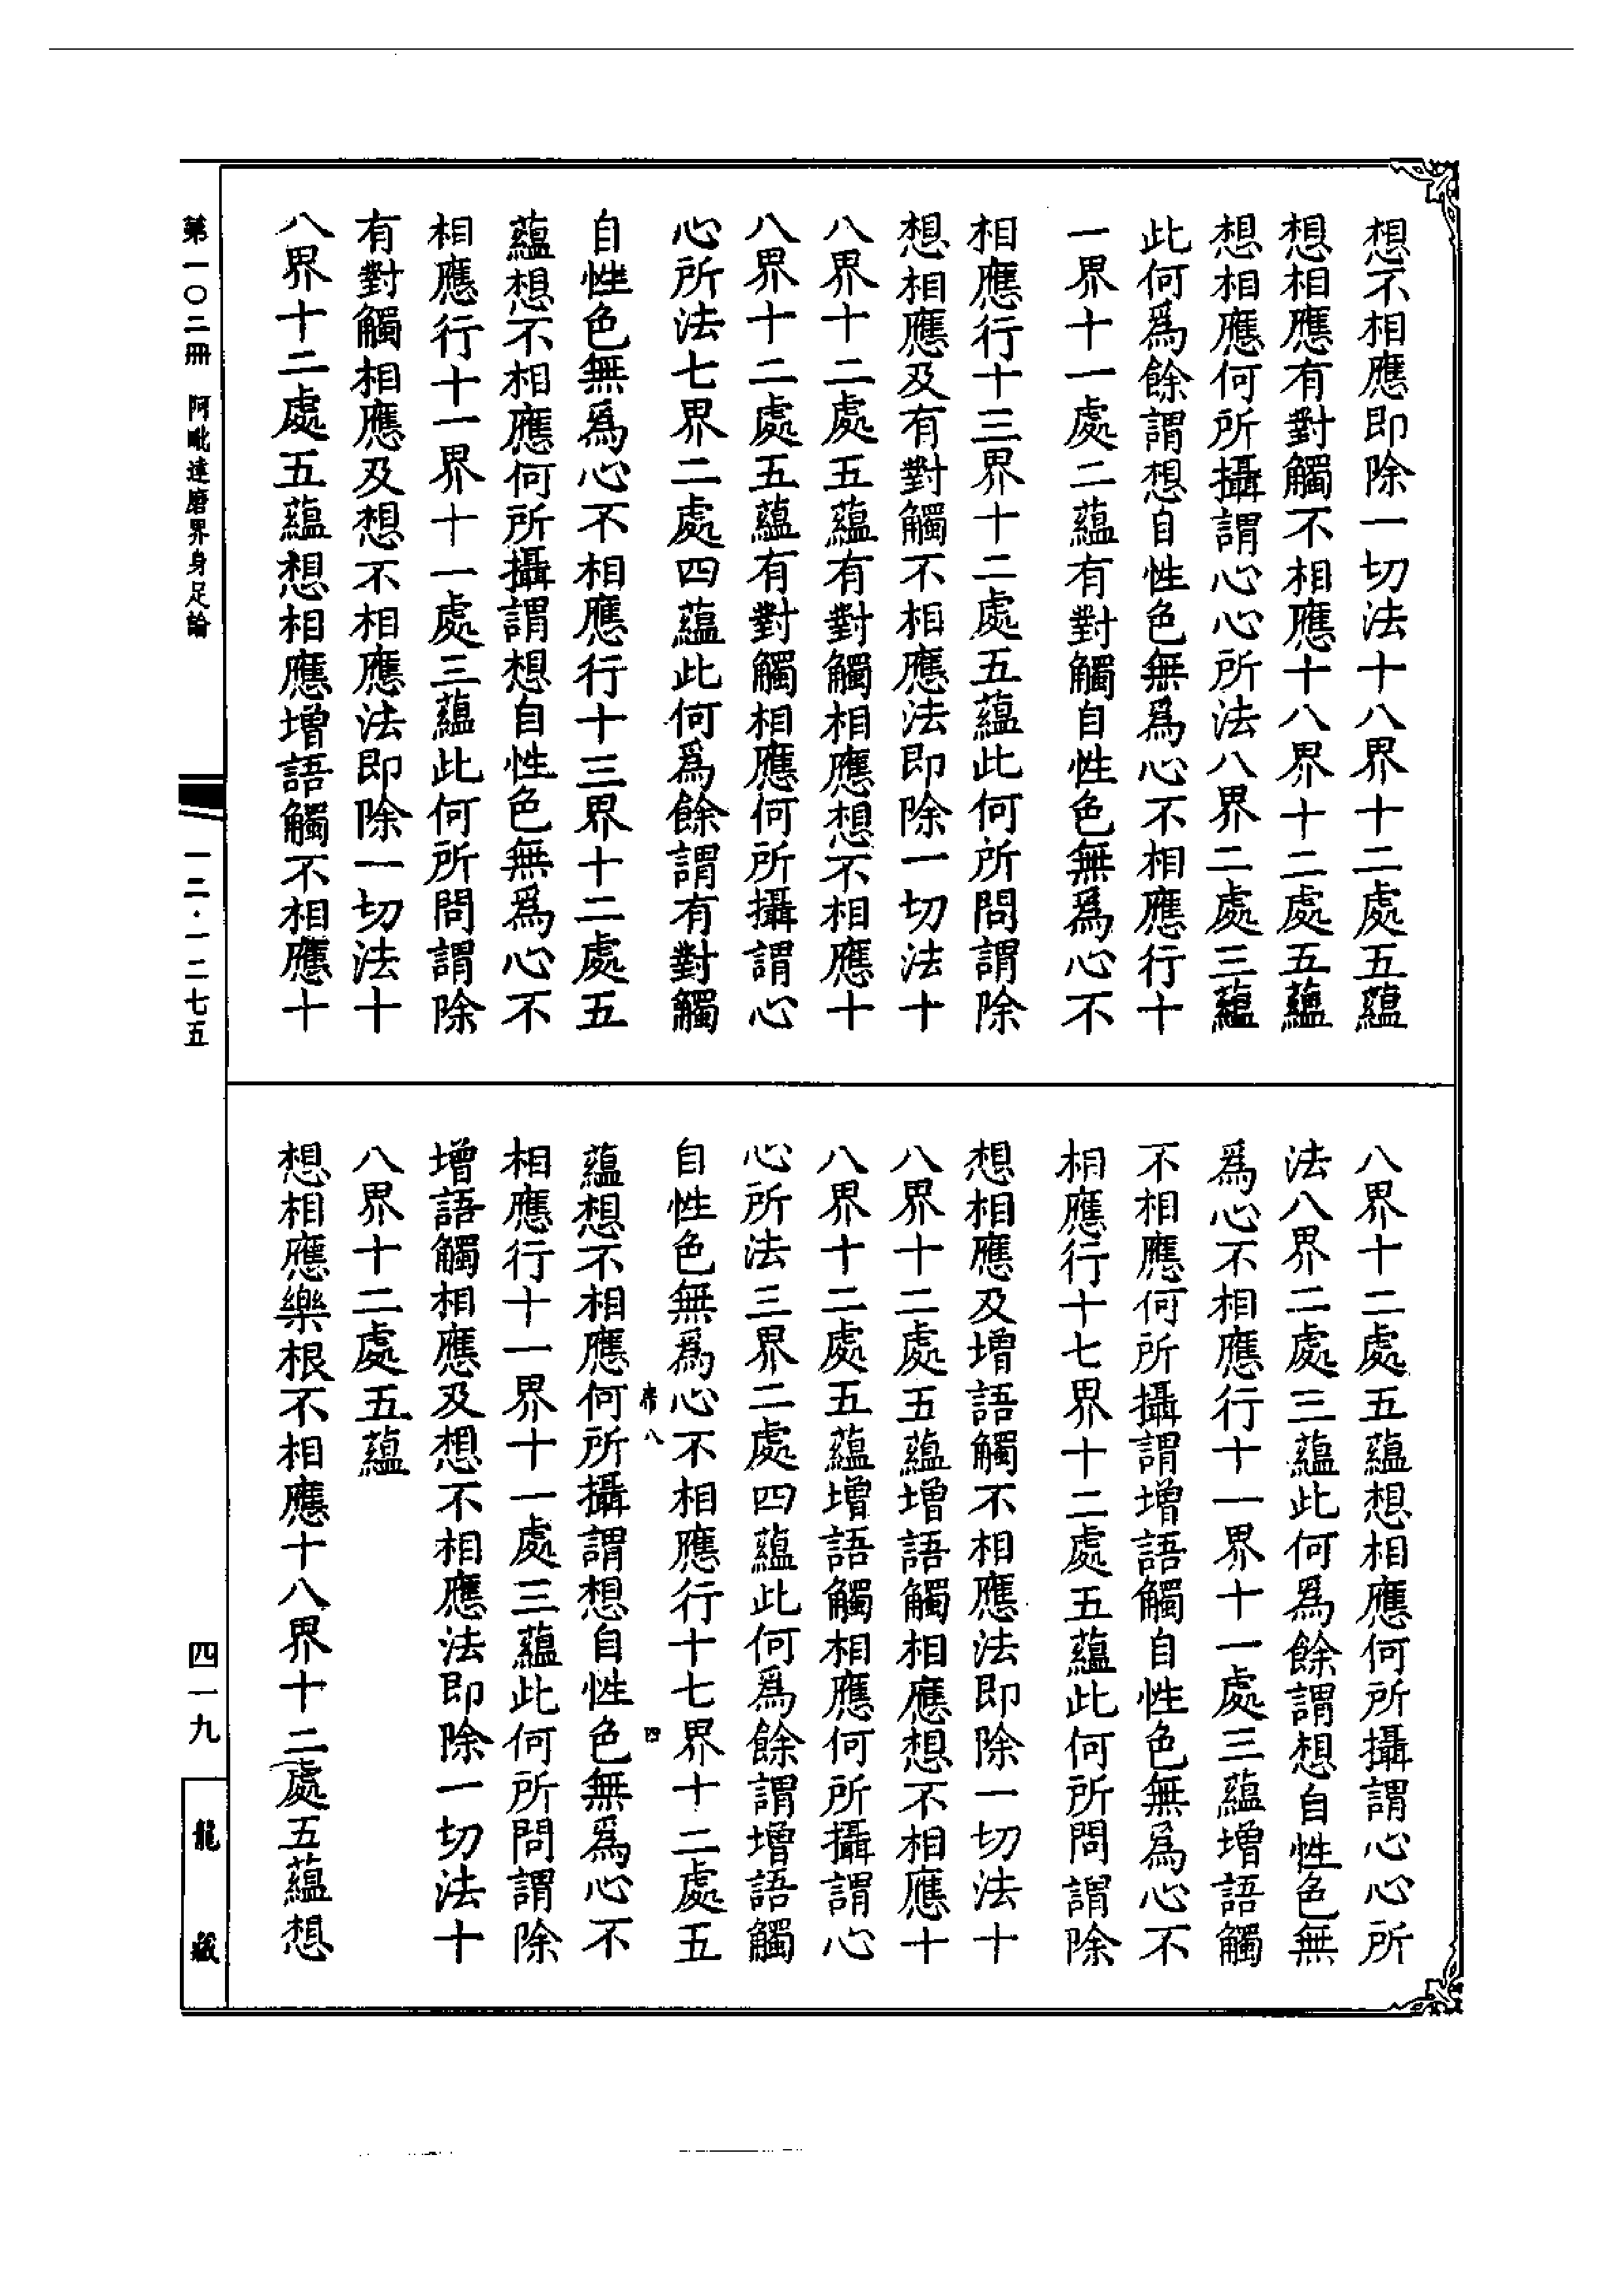 想不相應即除一切法十八界十二處五蘊
想相應有對觸不相應十八界十二處五蘊
想相應何所攝謂心心所法八界二處三蘊
此何爲餘謂想自性色無爲心不相應行十
一界十一處二蘊有對觸自性色無爲心不
相應行十三界十二處五蘊此何所問謂除
想相應及有對觸不相應法即除一切法十
八界十二處五蘊有對觸相應想不相應十
八界十二處五蘊有對觸相應何所攝謂心
心所法七界二處四蘊此何爲餘謂有對觸
自性色無爲心不相應行十三界十二處五
蘊想不相應何所攝謂想自性色無爲心不
相應行十一界十一處三蘊此何所問謂除
有對觸相應及想不相應法即除一切法十
八界十二處五蘊想相應增語觸不相應十
八界十二處五蘊想相應何所攝謂心心所
法八界二處三蘊此何爲餘謂想自性色無
爲心不相應行十一界十一處三蘊增語觸
不相應何所攝謂增語觸自性色無爲心不
相應行十七界十二處五蘊此何所問謂除
想相應及增語觸不相應法即除一切法十
八界十二處五蘊增語觸相應想不相應十
八界十二處五蘊增語觸相應何所攝謂心
心所法三界二處四蘊此何爲餘謂增語觸
自性色無爲心不相應行十七界十二處五
席八 四
蘊想不相應何所攝謂想自性色無爲心不
相應行十一界十一處三蘊此何所問謂除
增語觸相應及想不相應法即除一切法十
八界十二處五蘊
想相應樂根不相應十八界十二處五蘊想
第一〇二冊 阿毗達磨界身足論
一二·一二七五
四一九
龍藏